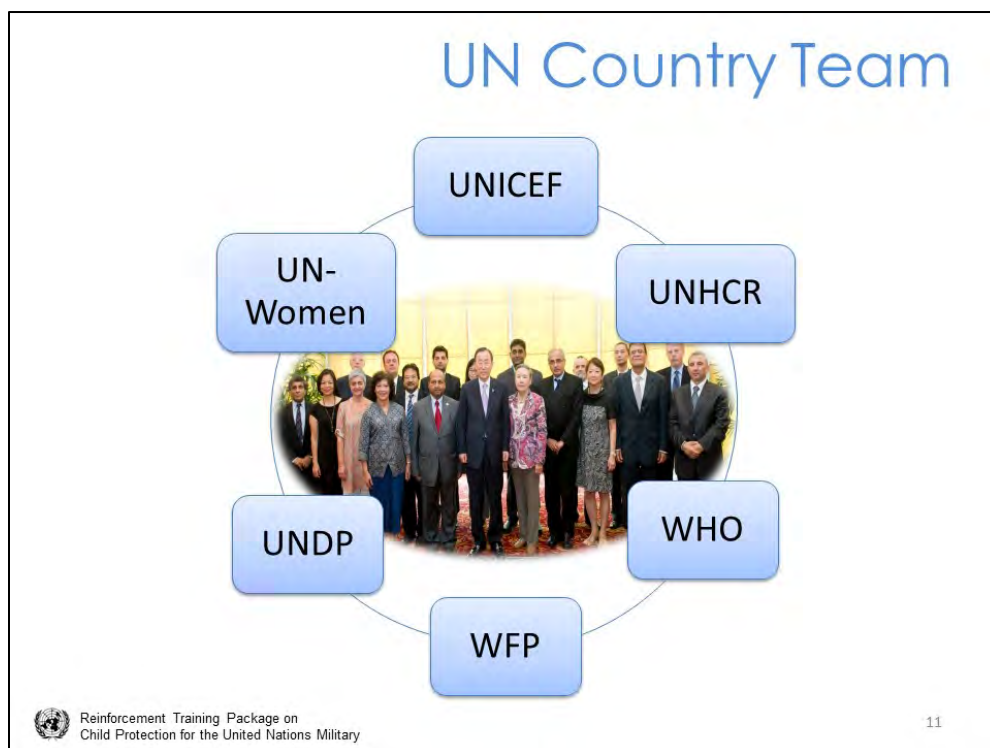 UN Country Team
UNICEF
UNHCR
WHO
WFP
UNDP
UN-
Women
Reinforcement Training Package on
Child Protection for the United Nations Military
11